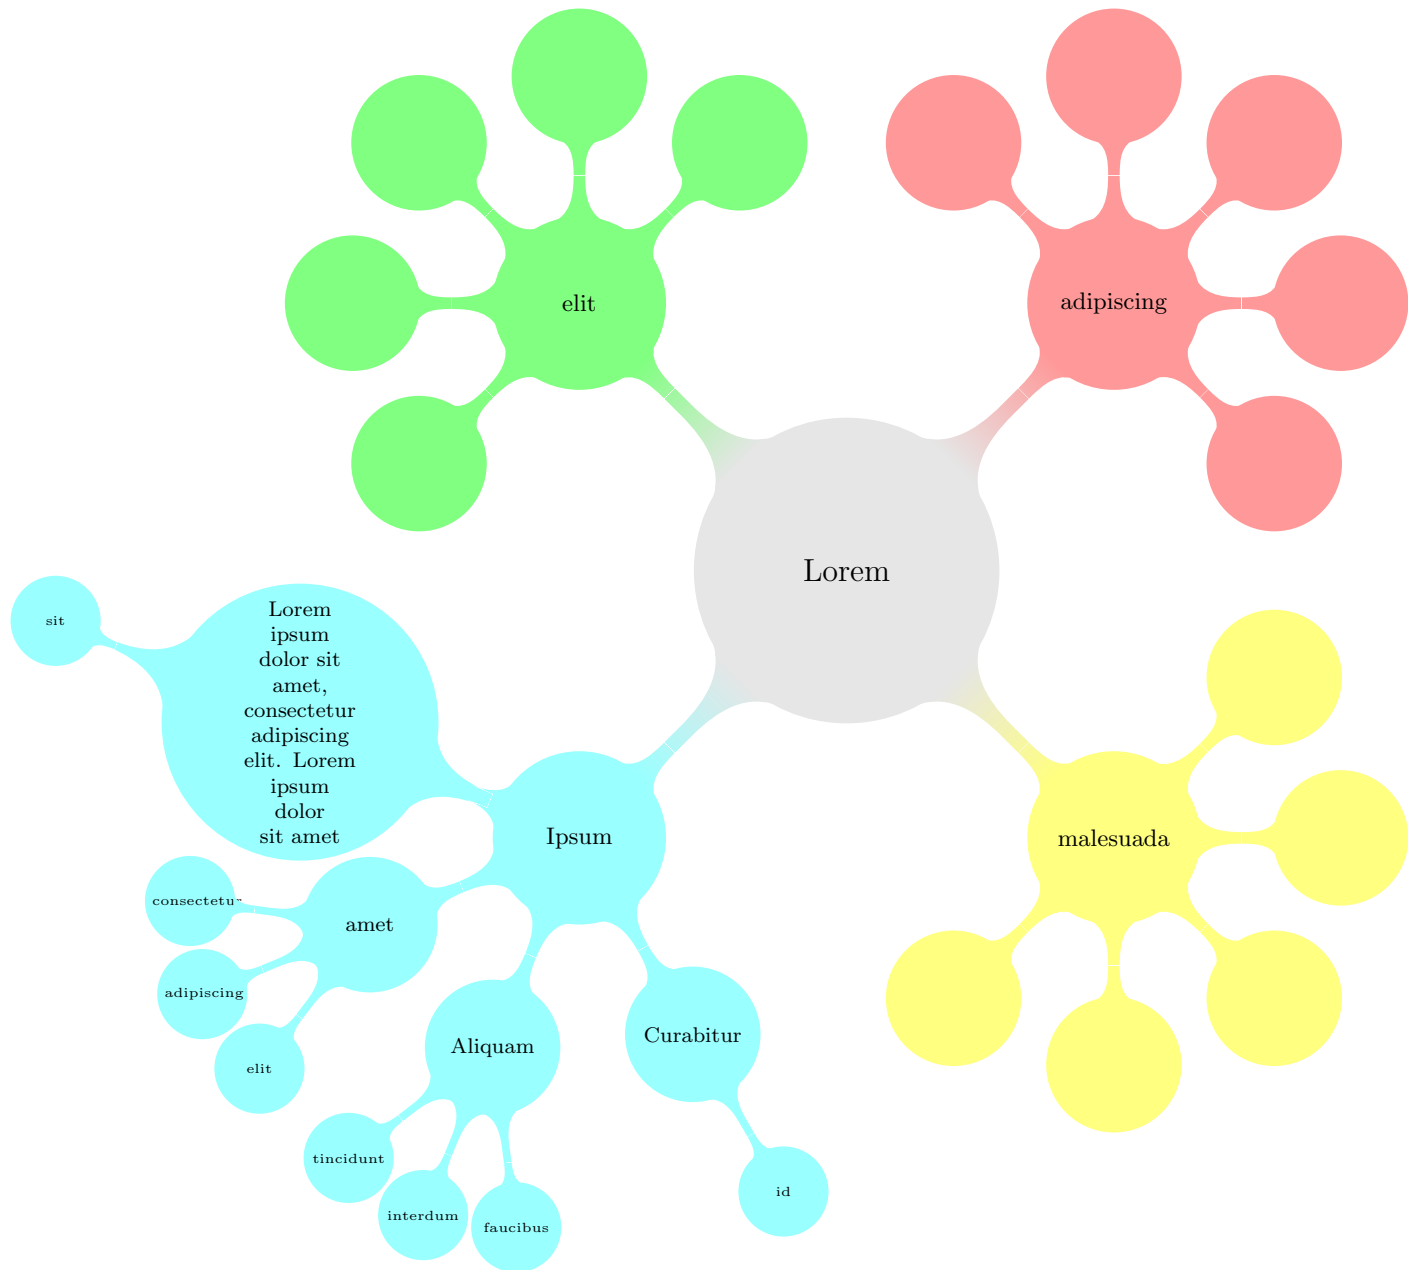 elit
adipiscing
Lorem
sit
Lorem
ipsum
dolor sit
amet,
consectetur
adipiscing
elit. Lorem
ipsum
dolor
sit amet
Ipsum
malesuada
consectetur
amet
adipiscing
elit
Aliquam
Curabitur
tincidunt
interdum
faucibus
id